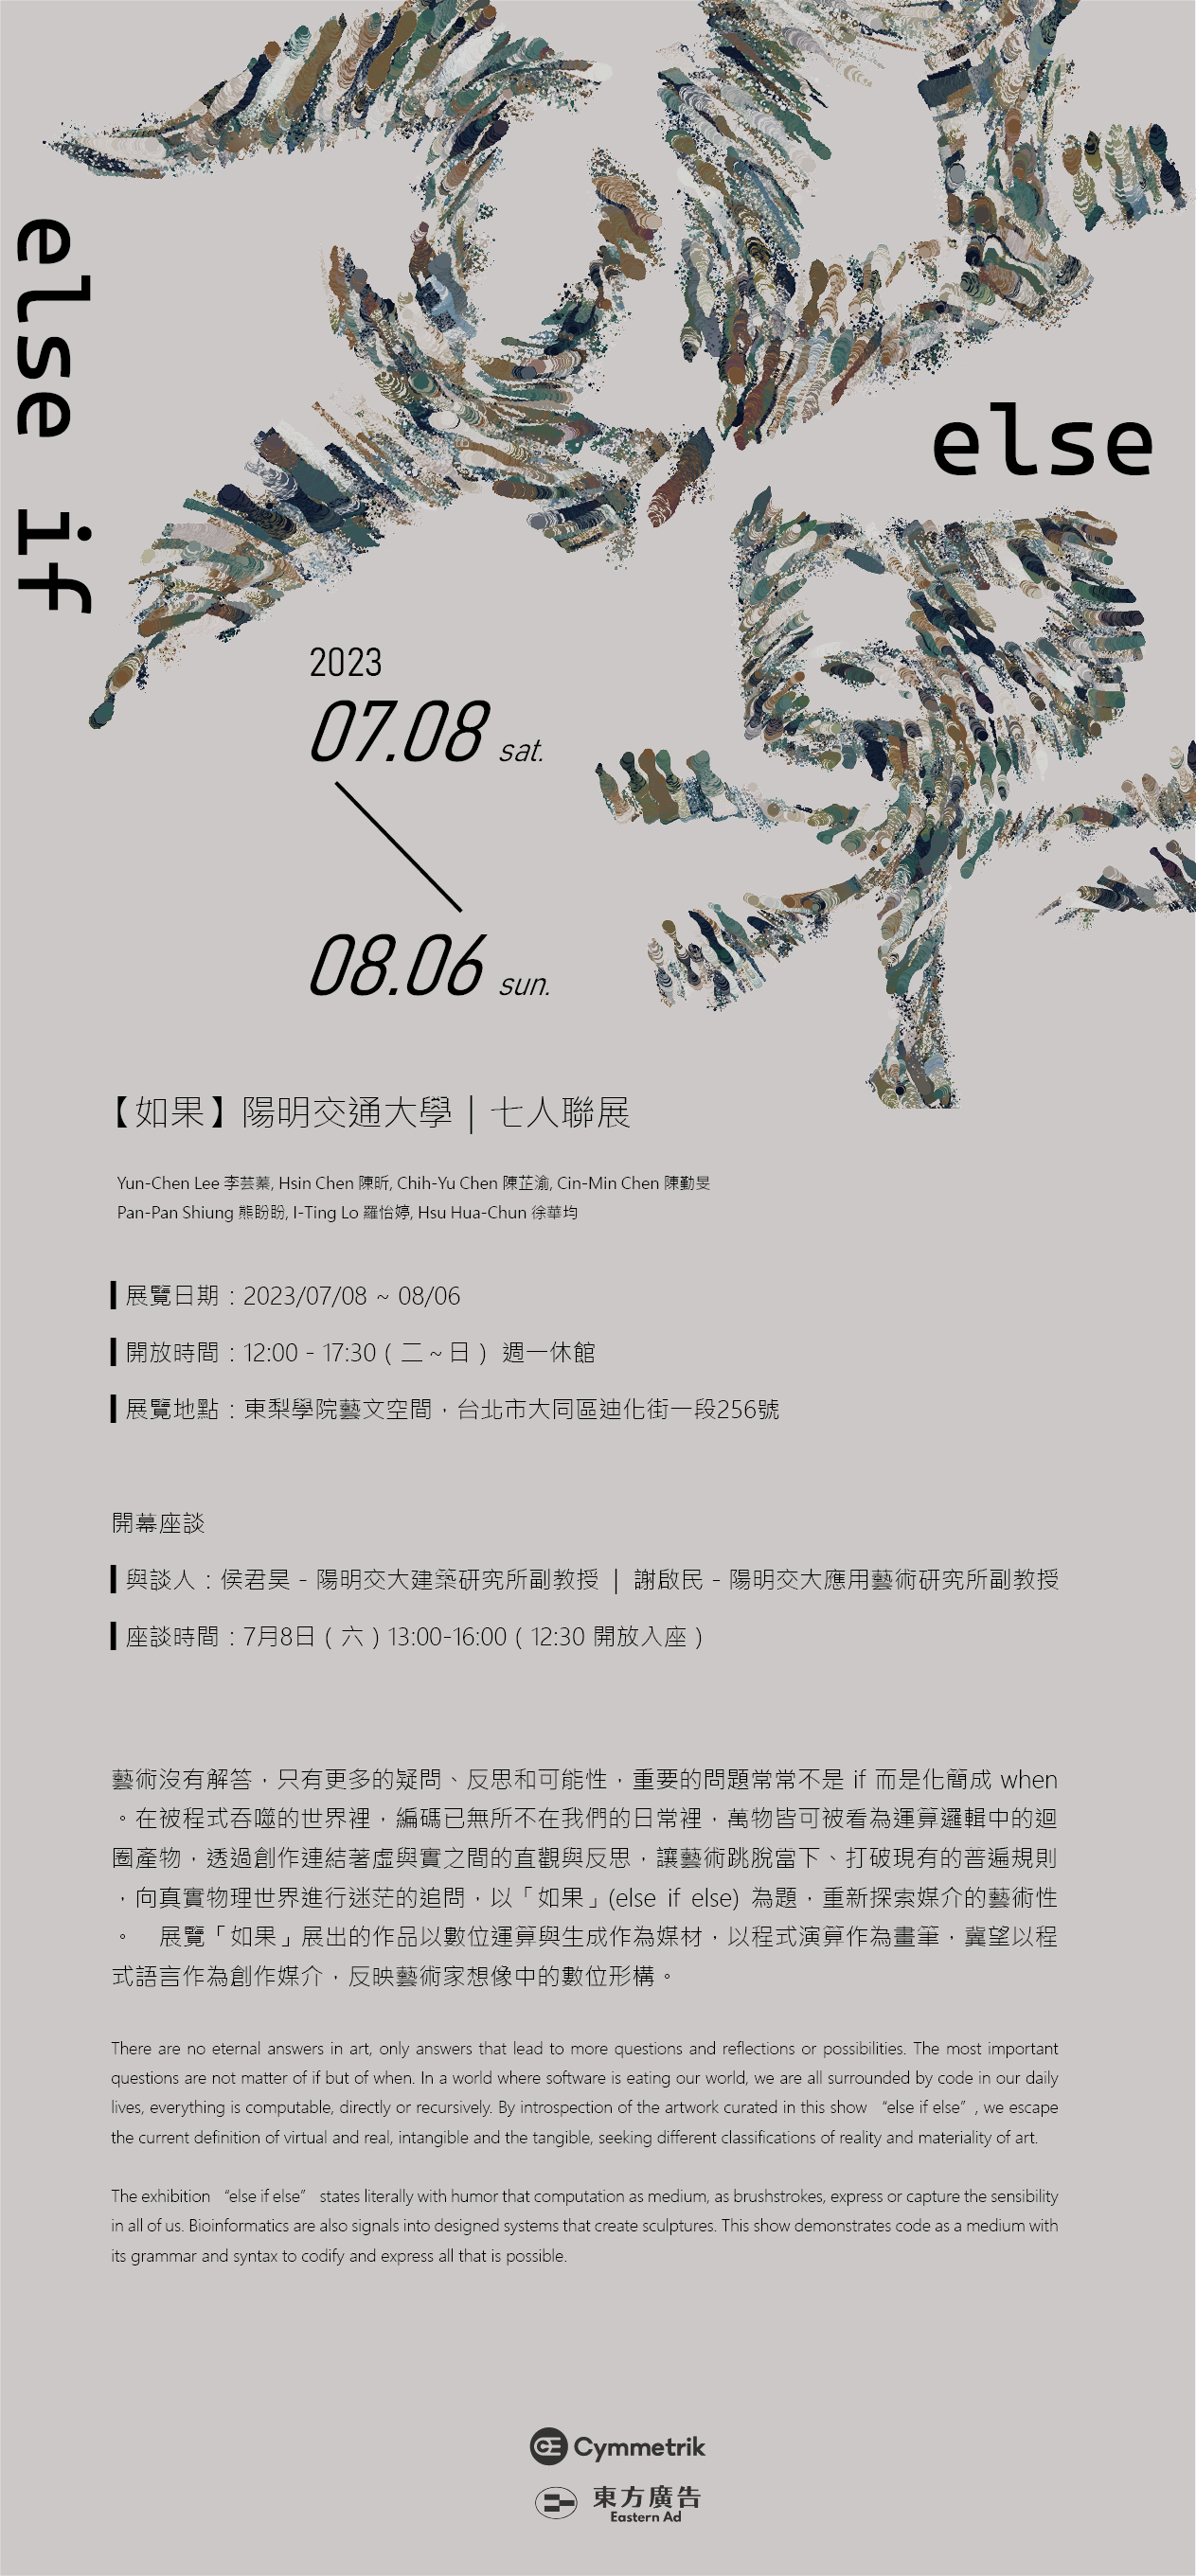 如果
else if
else
2023
07.08 sat.
08.06 sun.
【如果】陽明交通大學｜七人聯展
Yun-Chen Lee 李芸蓁, Hsin Chen 陳昕, Chih-Yu Chen 陳芷渝, Cin-Min Chen 陳勤旻
Pan-Pan Shiung 熊盼盼, I-Ting Lo 羅怡婷, Hsu Hua-Chun 徐華均
展覽日期：2023/07/08 ~ 08/06
開放時間：12:00 - 17:30 ( 二 ~ 日 ) 週一休館
展覽地點：東梨學院藝文空間，台北市大同區迪化街一段256號
開幕座談
與談人：侯君昊 - 陽明交大建築研究所副教授 ｜ 謝啟民 - 陽明交大應用藝術研究所副教授
座談時間：7月8日 ( 六 ) 13:00-16:00 ( 12:30 開放入座 )
藝術沒有解答，只有更多的疑問、反思和可能性，重要的問題常常不是 if 而是化簡成 when
。在被程式吞噬的世界裡，編碼已無所不在我們的日常裡，萬物皆可被看為運算邏輯中的迴
圈產物，透過創作連結著虛與實之間的直觀與反思，讓藝術跳脫當下、打破現有的普遍規則
，向真實物理世界進行迷茫的追問，以「如果」(else if else) 為題，重新探索媒介的藝術性
。 展覽「如果」展出的作品以數位運算與生成作為媒材，以程式演算作為畫筆，冀望以程
式語言作為創作媒介，反映藝術家想像中的數位形構。
There are no eternal answers in art, only answers that lead to more questions and reflections or possibilities. The most important
questions are not matter of if but of when. In a world where software is eating our world, we are all surrounded by code in our daily
lives, everything is computable, directly or recursively. By introspection of the artwork curated in this show “else if else”, we escape
the current definition of virtual and real, intangible and the tangible, seeking different classifications of reality and materiality of art.
The exhibition “else if else” states literally with humor that computation as medium, as brushstrokes, express or capture the sensibility
in all of us. Bioinformatics are also signals into designed systems that create sculptures. This show demonstrates code as a medium with
its grammar and syntax to codify and express all that is possible.
Cymmetrik
東方廣告
Eastern Ad